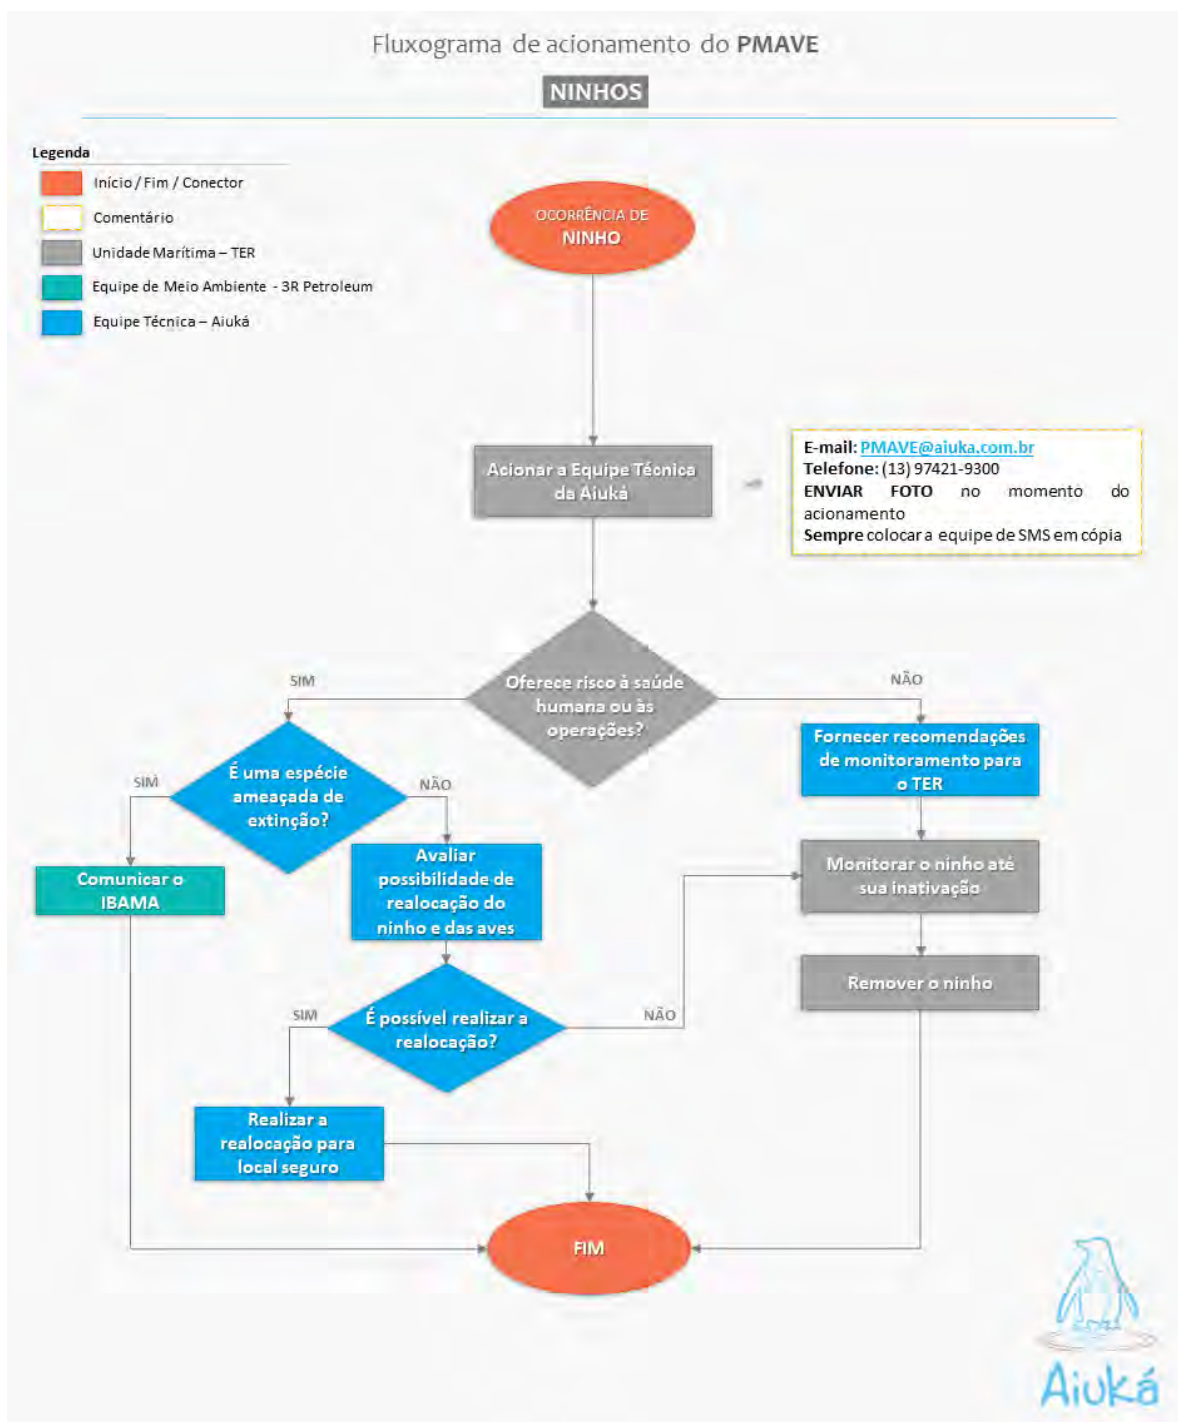 Fluxograma de acionamento do PMAVE
NINHOS
Legenda
Início / Fim / Conector
Comentário
Unidade Marítima – TER
Equipe de Meio Ambiente - 3R Petroleum
Equipe Técnica – Aiuká
OCORRÊNCIA DE
NINHO
Acionar a Equipe Técnica
da Aiuká
E-mail: PMAVE@aiuka.com.br
Telefone: (13) 97421-9300
ENVIAR FOTO no momento do
acionamento
Sempre colocar a equipe de SMS em cópia
Oferece risco à saúde
humana ou às
operações?
SIM
NÃO
É uma espécie
ameaçada de
extinção?
SIM
NÃO
Fornecer recomendações
de monitoramento para
o TER
Comunicar o
IBAMA
Avaliar
possibilidade de
realocação do
ninho e das aves
Monitorar o ninho até
sua inativação
Remover o ninho
É possível realizar a
realocação?
SIM
NÃO
Realizar a
realocação para
local seguro
FIM
Aiuká